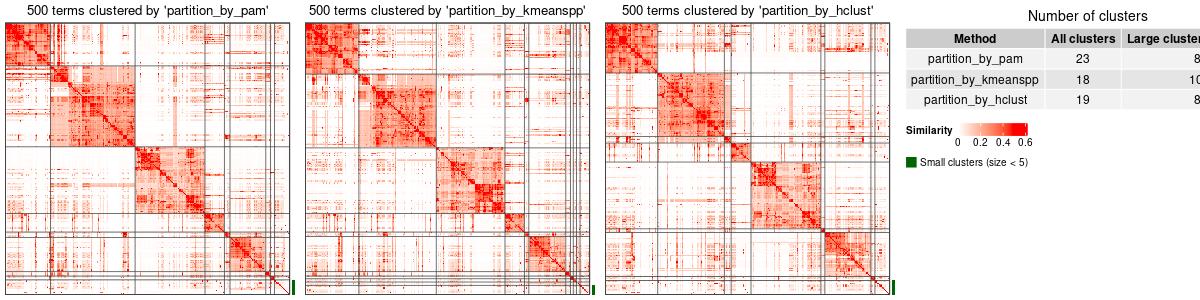 500 terms clustered by 'partition_by_pam'
500 terms clustered by 'partition_by_kmeanspp'
500 terms clustered by 'partition_by_hclust'
Number of clusters
Method All clusters Large cluster
partition_by_pam 23 8
partition_by_kmeanspp 18 10
partition_by_hclust 19 8
Similarity
0 0.2 0.4 0.6
Small clusters (size < 5)